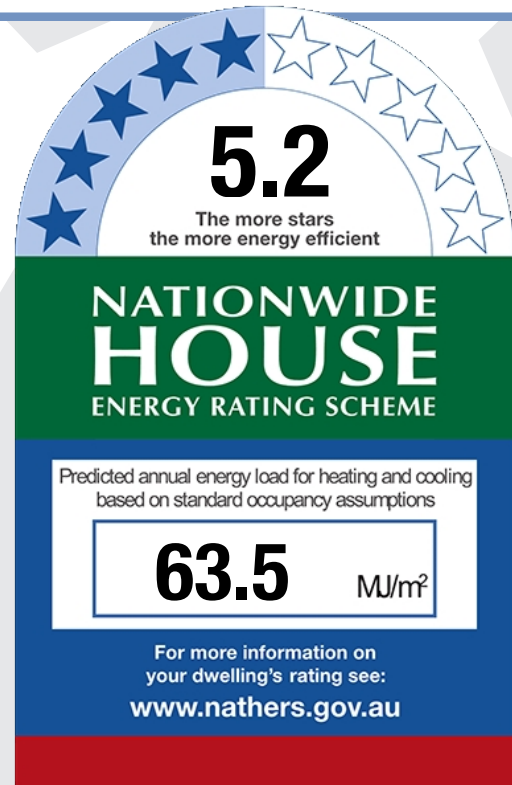 5.2
The more stars
the more energy efficient
NATIONWIDE
HOUSE
ENERGY RATING SCHEME
Predicted annual energy load for heating and cooling
based on standard occupancy assumptions
63.5 MJ/m²
For more information on
your dwelling's rating see:
www.nathers.gov.au